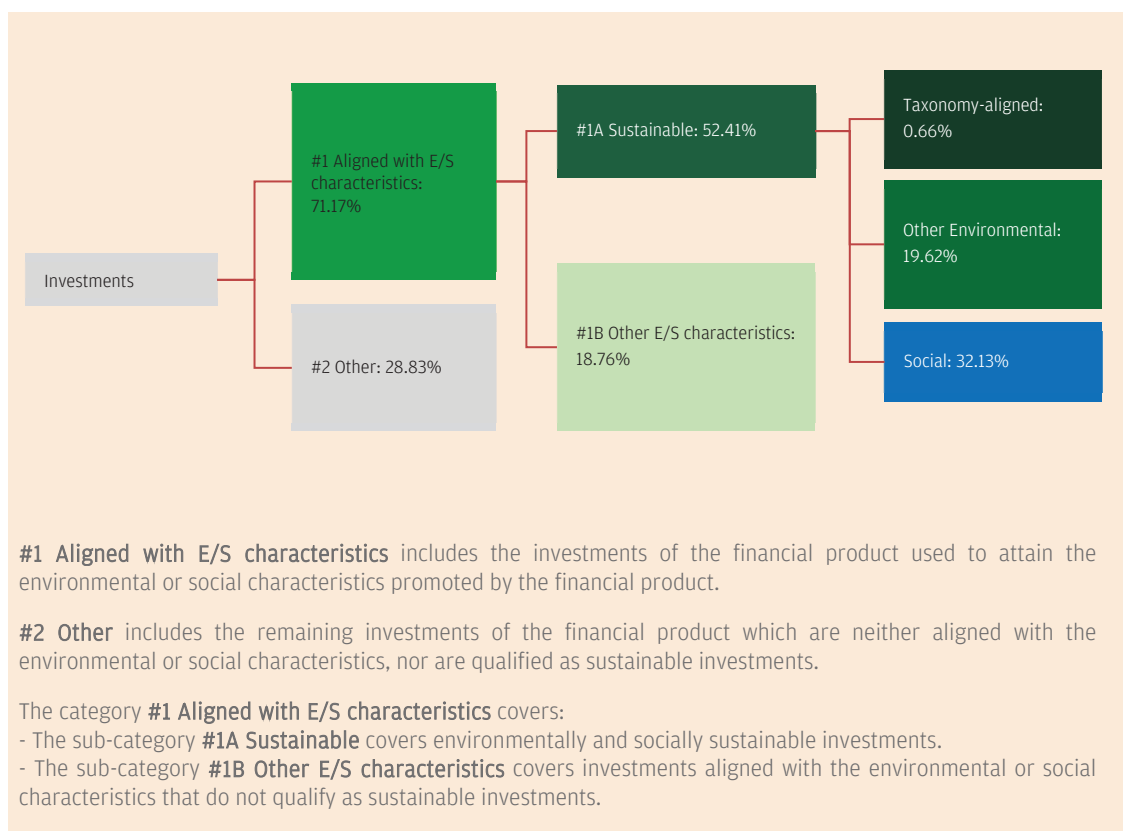 Investments
#1 Aligned with E/S
characteristics:
71.17%
#2 Other: 28.83%
#1A Sustainable: 52.41%
#1B Other E/S characteristics:
18.76%
Taxonomy-aligned:
0.66%
Other Environmental:
19.62%
Social: 32.13%
#1 Aligned with E/S characteristics includes the investments of the financial product used to attain the
environmental or social characteristics promoted by the financial product.
#2 Other includes the remaining investments of the financial product which are neither aligned with the
environmental or social characteristics, nor are qualified as sustainable investments.
The category #1 Aligned with E/S characteristics covers:
- The sub-category #1A Sustainable covers environmentally and socially sustainable investments.
- The sub-category #1B Other E/S characteristics covers investments aligned with the environmental or social
characteristics that do not qualify as sustainable investments.